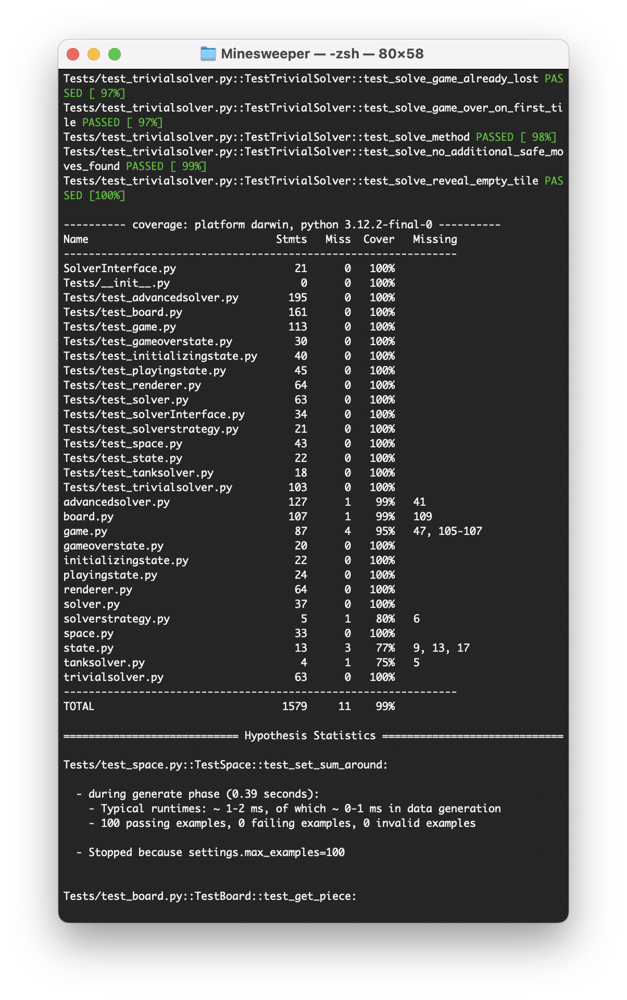 Minesweeper — -zsh — 80×58
Tests/test_trivialsolver.py::TestTrivialSolver::test_solve_game_already_lost PAS
SED [ 97%]
Tests/test_trivialsolver.py::TestTrivialSolver::test_solve_game_over_on_first_ti
le PASSED [ 97%]
Tests/test_trivialsolver.py::TestTrivialSolver::test_solve_method PASSED [ 98%]
Tests/test_trivialsolver.py::TestTrivialSolver::test_solve_no_additional_safe_mo
ves_found PASSED [ 99%]
Tests/test_trivialsolver.py::TestTrivialSolver::test_solve_reveal_empty_tile PAS
SED [100%]
---------- coverage: platform darwin, python 3.12.2-final-0 ----------
Name                              Stmts   Miss  Cover   Missing
---------------------------------------------------------------
SolverInterface.py                   21      0   100%
Tests/__init__.py                     0      0   100%
Tests/test_advancedsolver.py        195      0   100%
Tests/test_board.py                 161      0   100%
Tests/test_game.py                  113      0   100%
Tests/test_gameoverstate.py          30      0   100%
Tests/test_initializingstate.py      40      0   100%
Tests/test_playingstate.py           45      0   100%
Tests/test_renderer.py               64      0   100%
Tests/test_solver.py                 63      0   100%
Tests/test_solverInterface.py        34      0   100%
Tests/test_solverstrategy.py         21      0   100%
Tests/test_space.py                  43      0   100%
Tests/test_state.py                  22      0   100%
Tests/test_tanksolver.py             18      0   100%
Tests/test_trivialsolver.py         103      0   100%
advancedsolver.py                   127      1    99%   41
board.py                            107      1    99%   109
game.py                              87      4    95%   47, 105-107
gameoverstate.py                     20      0   100%
initializingstate.py                 22      0   100%
playingstate.py                      24      0   100%
renderer.py                          64      0   100%
solver.py                            37      0   100%
solverstrategy.py                     5      1    80%   6
space.py                             33      0   100%
state.py                             13      3    77%   9, 13, 17
tanksolver.py                         4      1    75%   5
trivialsolver.py                     63      0   100%
---------------------------------------------------------------
TOTAL                              1579     11    99%
============================ Hypothesis Statistics =============================
Tests/test_space.py::TestSpace::test_set_sum_around:
  - during generate phase (0.39 seconds):
    - Typical runtimes: ~ 1-2 ms, of which ~ 0-1 ms in data generation
    - 100 passing examples, 0 failing examples, 0 invalid examples
  - Stopped because settings.max_examples=100
Tests/test_board.py::TestBoard::test_get_piece: